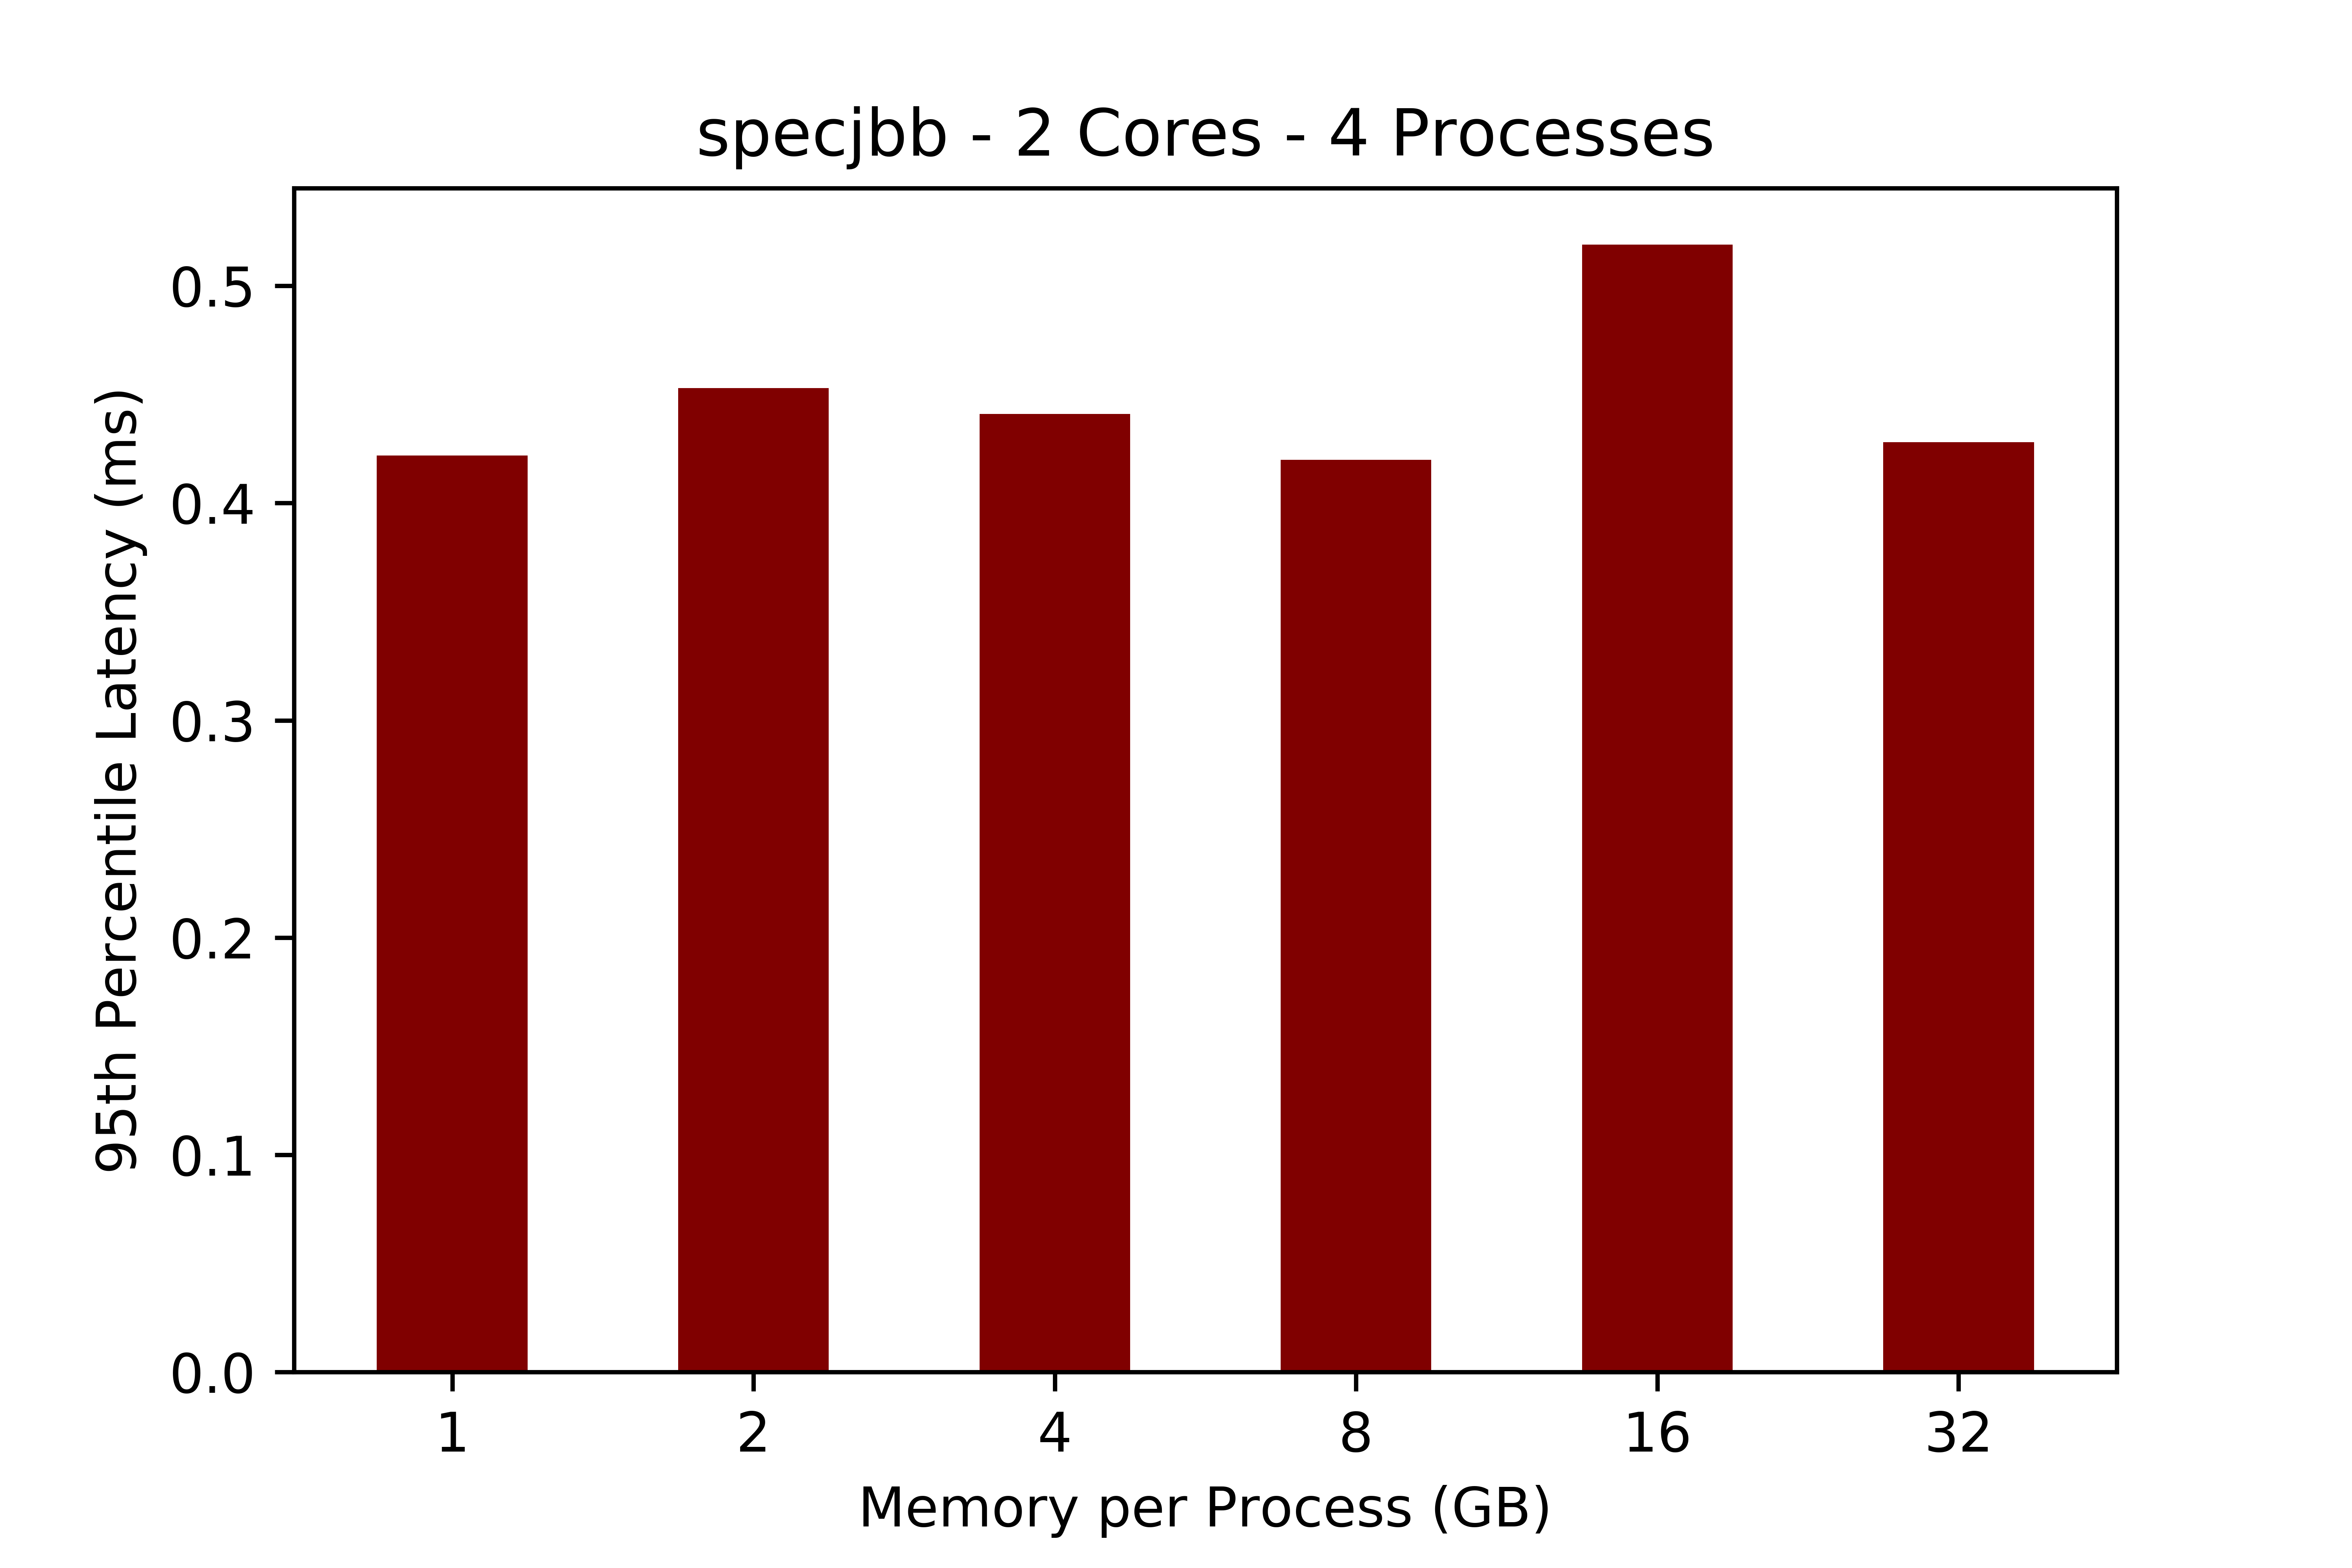 specjbb - 2 Cores - 4 Processes
95th Percentile Latency (ms)
0.5
0.4
0.3
0.2
0.1
0.0
1 2 4 8 16 32
Memory per Process (GB)